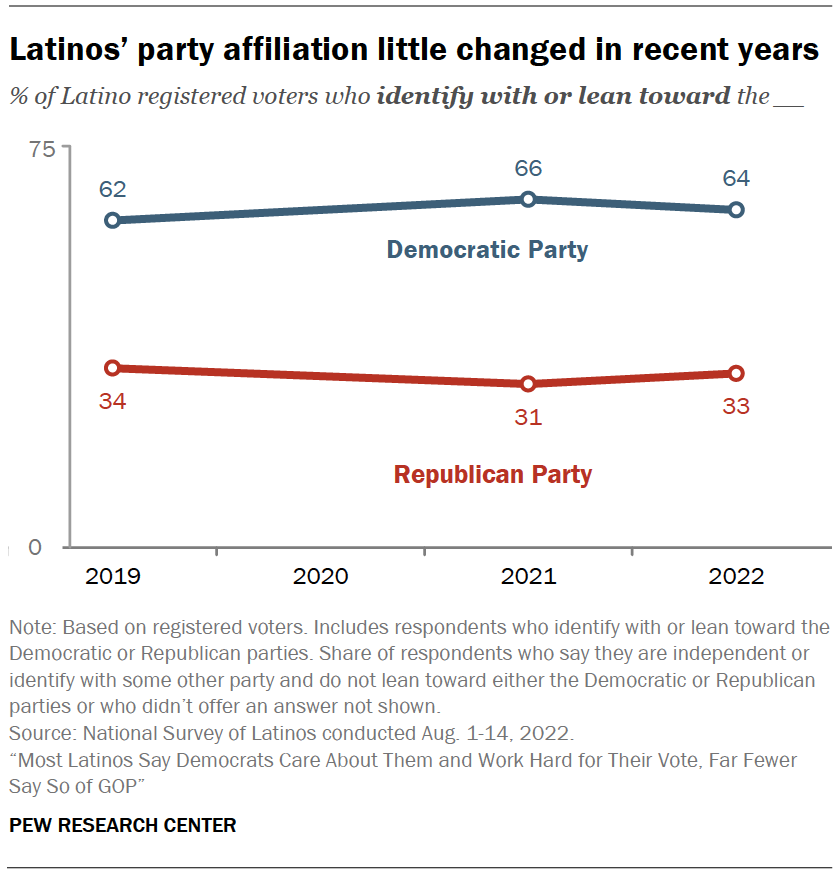 Latinos’ party affiliation little changed in recent years
% of Latino registered voters who identify with or lean toward the __
75
62
66
64
Democratic Party
34
31
33
Republican Party
0
2019 2020 2021 2022
Note: Based on registered voters. Includes respondents who identify with or lean toward the
Democratic or Republican parties. Share of respondents who say they are independent or
identify with some other party and do not lean toward either the Democratic or Republican
parties or who didn’t offer an answer not shown.
Source: National Survey of Latinos conducted Aug. 1-14, 2022.
“Most Latinos Say Democrats Care About Them and Work Hard for Their Vote, Far Fewer
Say So of GOP”
PEW RESEARCH CENTER